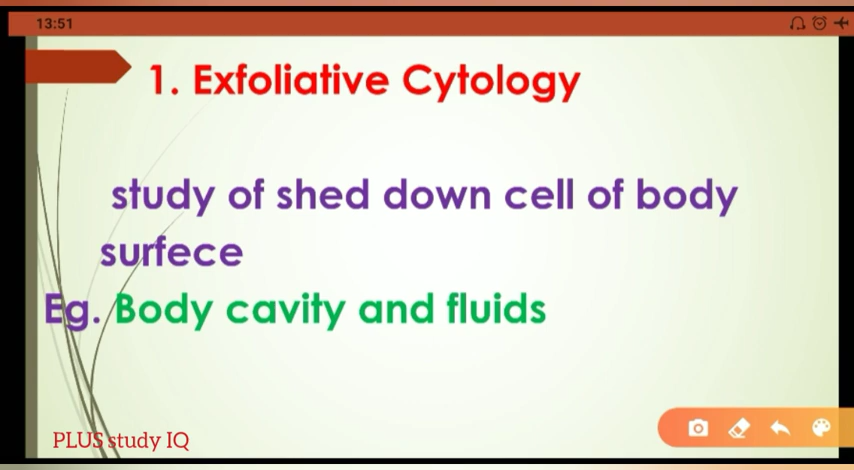 13:51
1. Exfoliative Cytology
study of shed down cell of body
surfece
Eg. Body cavity and fluids
PLUS study IQ